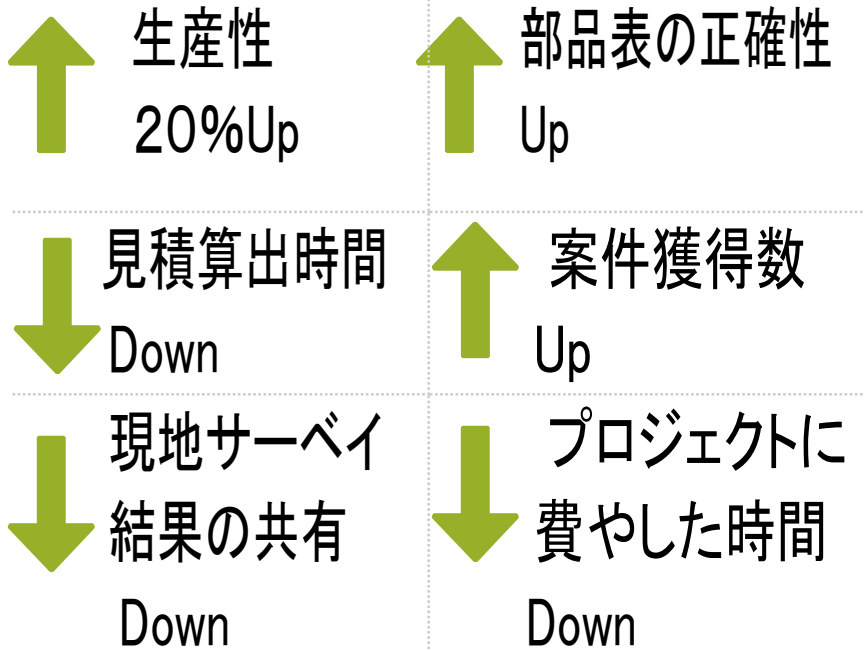 生産性
20%Up
部品表の正確性
Up
見積算出時間
Down
案件獲得数
Up
現地サーベイ
結果の共有
Down
プロジェクトに
費やした時間
Down